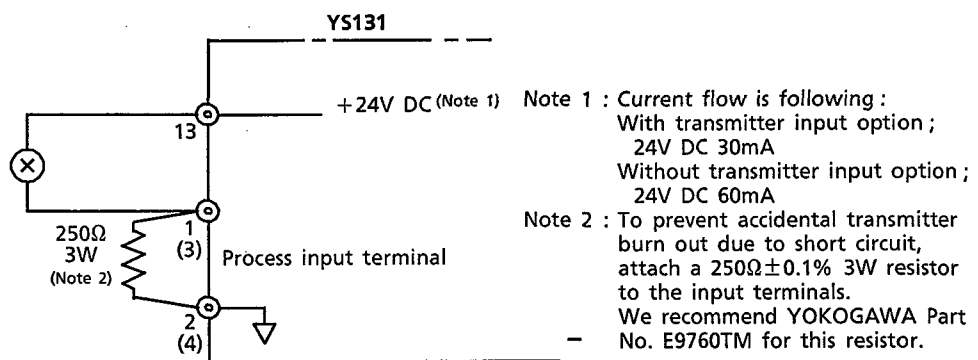 YS131
+24V DC (Note 1)
13
1
(3)
250Ω
3W
(Note 2)
Process input terminal
2
(4)
Note 1 : Current flow is following :
With transmitter input option ;
24V DC 30mA
Without transmitter input option ;
24V DC 60mA
Note 2 : To prevent accidental transmitter
burn out due to short circuit,
attach a 250Ω±0.1% 3W resistor
to the input terminals.
We recommend YOKOGAWA Part
No. E9760TM for this resistor.